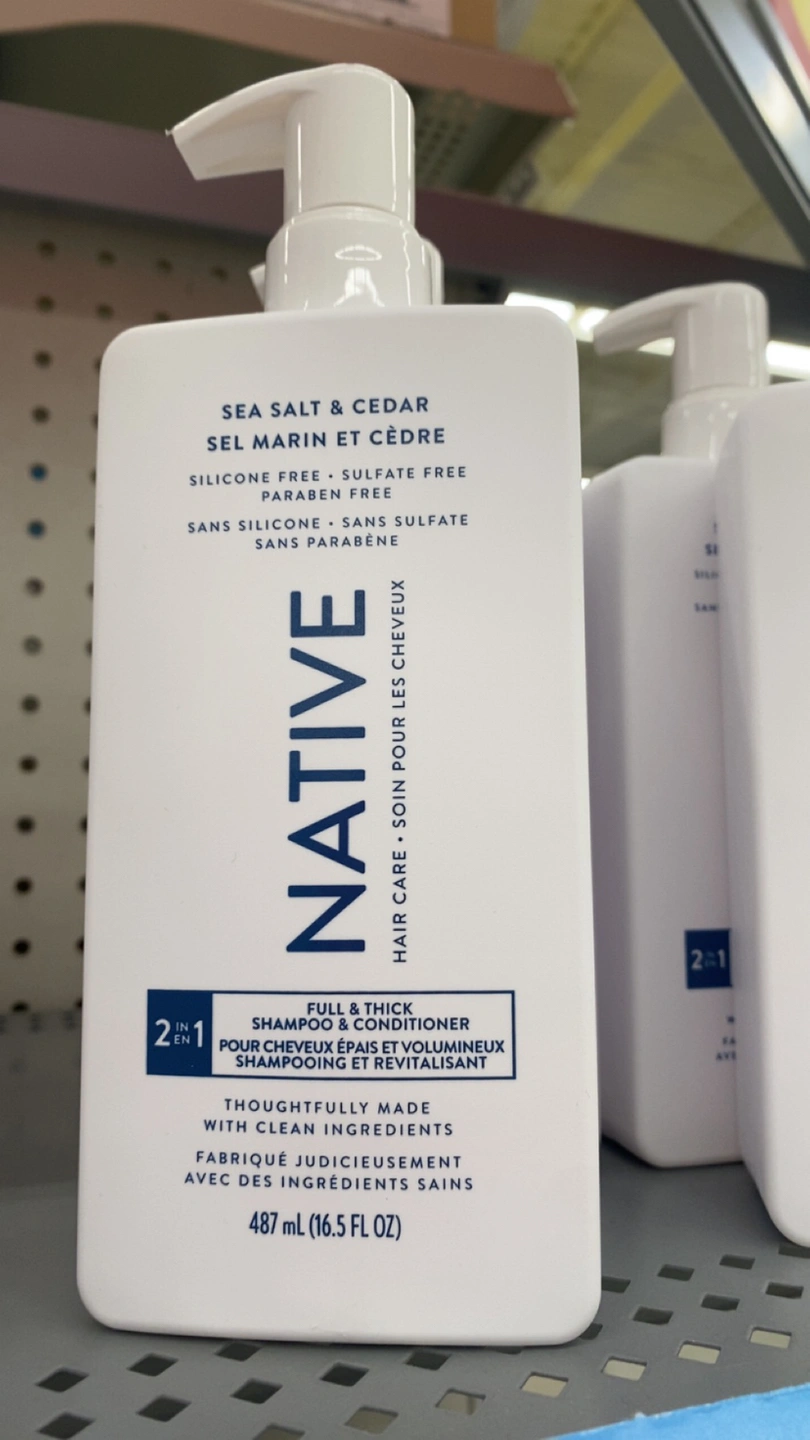 SEA SALT & CEDAR
SEL MARIN ET CÈDRE
SILICONE FREE • SULFATE FREE
PARABEN FREE
SANS SILICONE • SANS SULFATE
SANS PARABÈNE
NATIVE
HAIR CARE • SOIN POUR LES CHEVEUX
2 IN EN 1
FULL & THICK
SHAMPOO & CONDITIONER
POUR CHEVEUX ÉPAIS ET VOLUMINEUX
SHAMPOOING ET REVITALISANT
THOUGHTFULLY MADE
WITH CLEAN INGREDIENTS
FABRIQUÉ JUDICIEUSEMENT
AVEC DES INGRÉDIENTS SAINS
487 mL (16.5 FL OZ)
2 IN EN 1